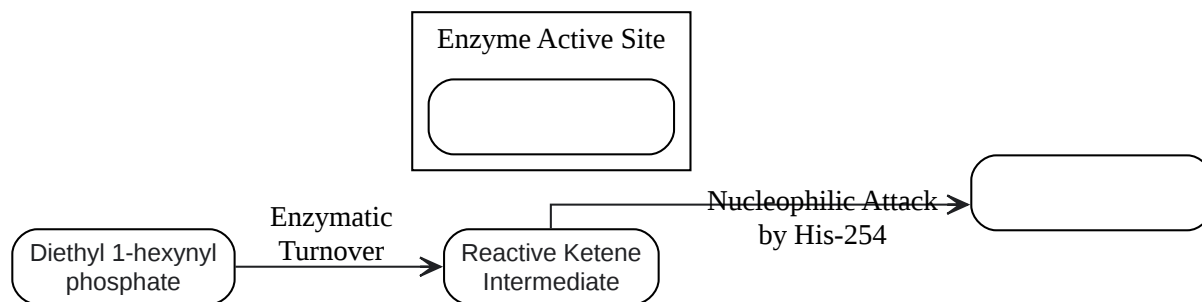 Enzyme Active Site
Enzymatic
Turnover
Nucleophilic Attack
by His-254
Diethyl 1-hexynyl
phosphate
Reactive Ketene
Intermediate